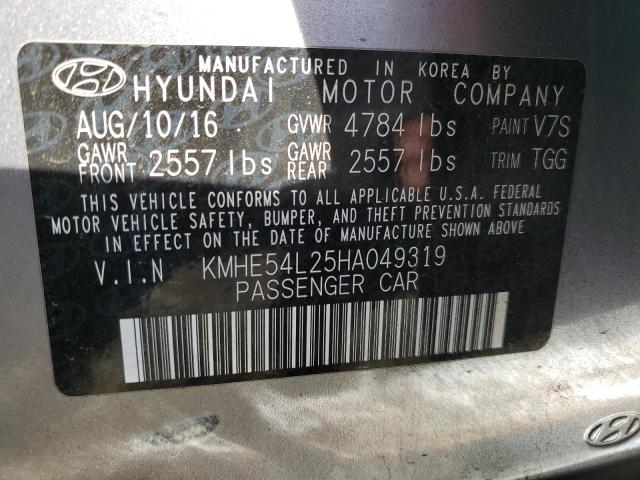 MANUFACTURED IN KOREA BY
HYUNDAI MOTOR COMPANY
AUG/10/16 GVWR 4784 lbs PAINT V7S
GAWR FRONT 2557 lbs GAWR REAR 2557 lbs TRIM TGG
THIS VEHICLE CONFORMS TO ALL APPLICABLE U.S.A. FEDERAL
MOTOR VEHICLE SAFETY, BUMPER, AND THEFT PREVENTION STANDARDS
IN EFFECT ON THE DATE OF MANUFACTURE SHOWN ABOVE.
V.I.N KMHE54L25HA049319
PASSENGER CAR